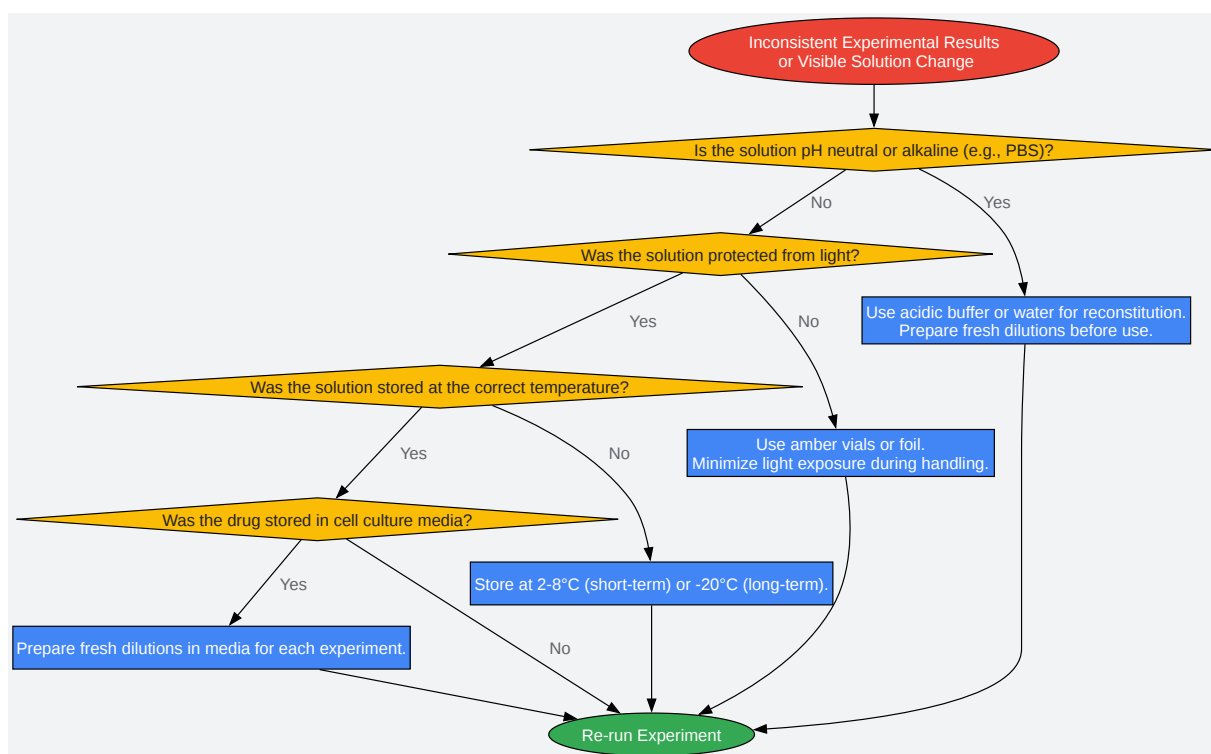 Inconsistent Experimental Results
or Visible Solution Change
Is the solution pH neutral or alkaline (e.g., PBS)?
No
Yes
Was the solution protected from light?
Use acidic buffer or water for reconstitution.
Prepare fresh dilutions before use.
Yes
No
Was the solution stored at the correct temperature?
Use amber vials or foil.
Minimize light exposure during handling.
Yes
No
Was the drug stored in cell culture media?
Store at 2-8°C (short-term) or -20°C (long-term).
Yes
Prepare fresh dilutions in media for each experiment.
No
Re-run Experiment